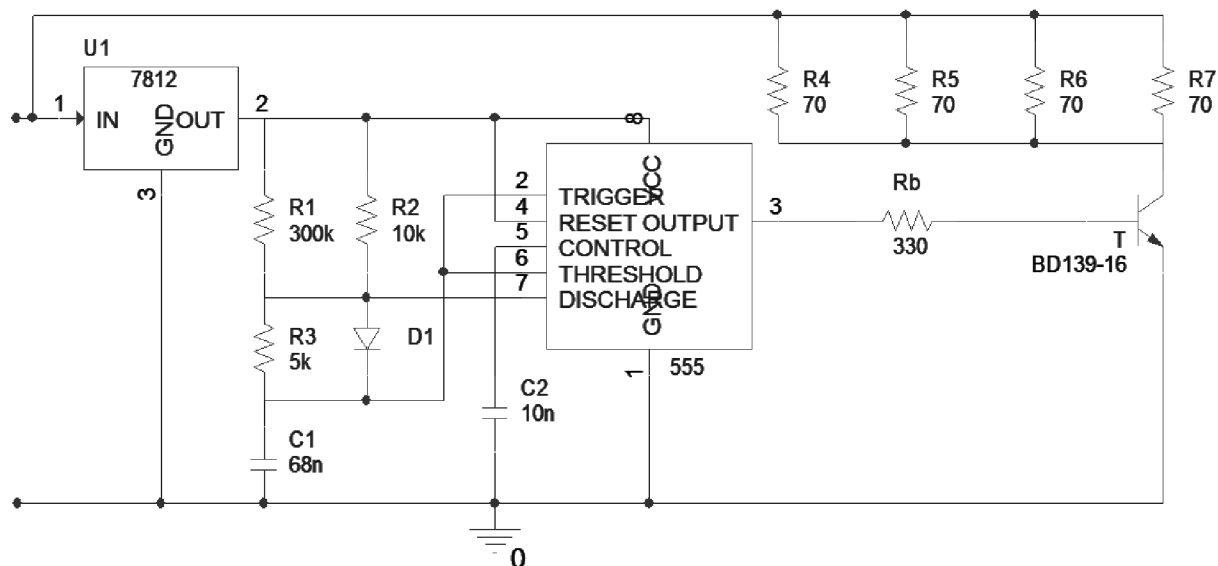 U1
7812
1
IN
GND
OUT
2
3
R1
300k
R2
10k
R3
5k
D1
C1
68n
C2
10n
8
VCC
2
TRIGGER
4
RESET OUTPUT
5
CONTROL
6
THRESHOLD
7
DISCHARGE
GND
1
555
3
Rb
330
R4
70
R5
70
R6
70
R7
70
T
BD139-16
0